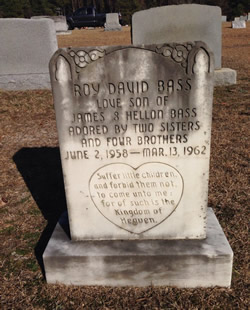 ROY DAVID BASS
LOVE SON OF
JAMES & HELLON BASS
ADORED BY TWO SISTERS
AND FOUR BROTHERS
JUNE 2, 1958 — MAR. 13, 1962
Suffer little children,
and forbid them not,
to come unto me:
for of such is the
Kingdom of
Heaven.